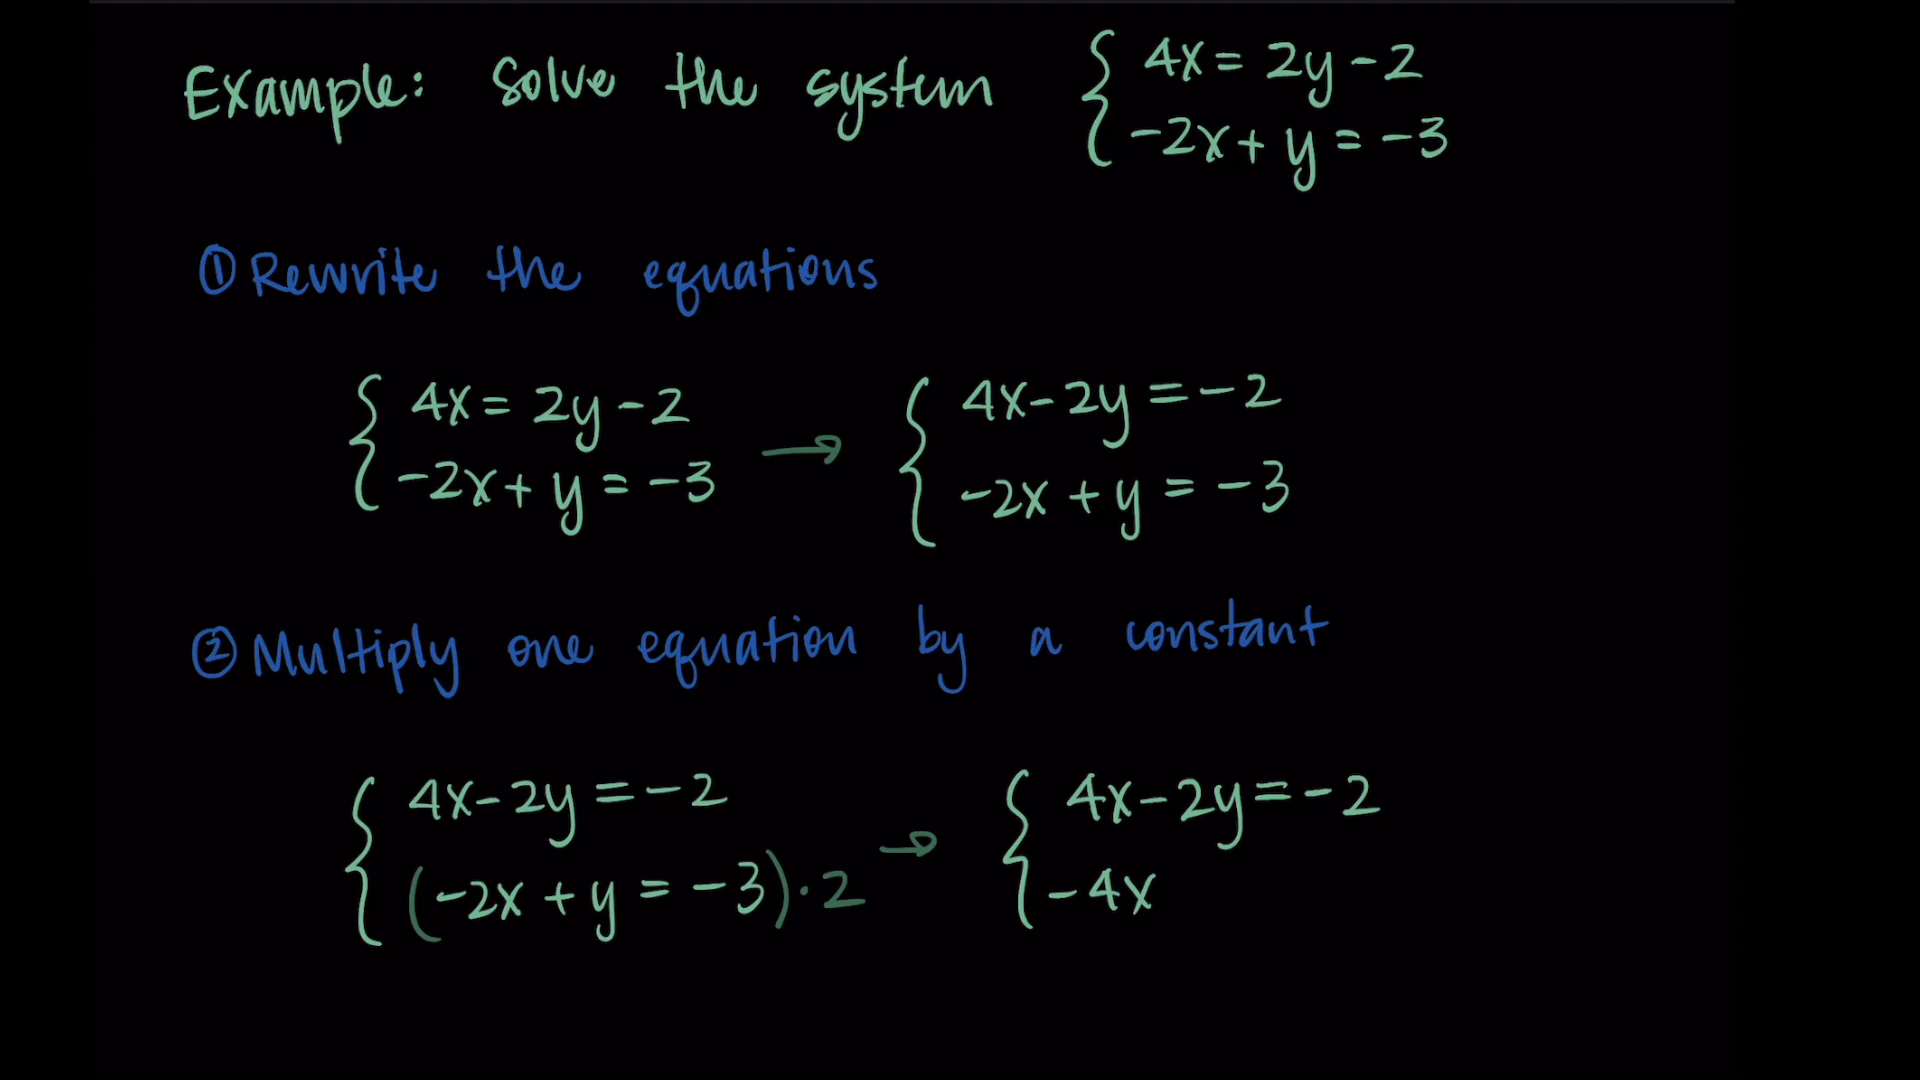 Example: Solve the system { 4x = 2y - 2
-2x + y = -3
① Rewrite the equations
{ 4x = 2y - 2 → { 4x - 2y = -2
-2x + y = -3 -2x + y = -3
② Multiply one equation by a constant
{ 4x - 2y = -2 → { 4x - 2y = -2
(-2x + y = -3) · 2 -4x